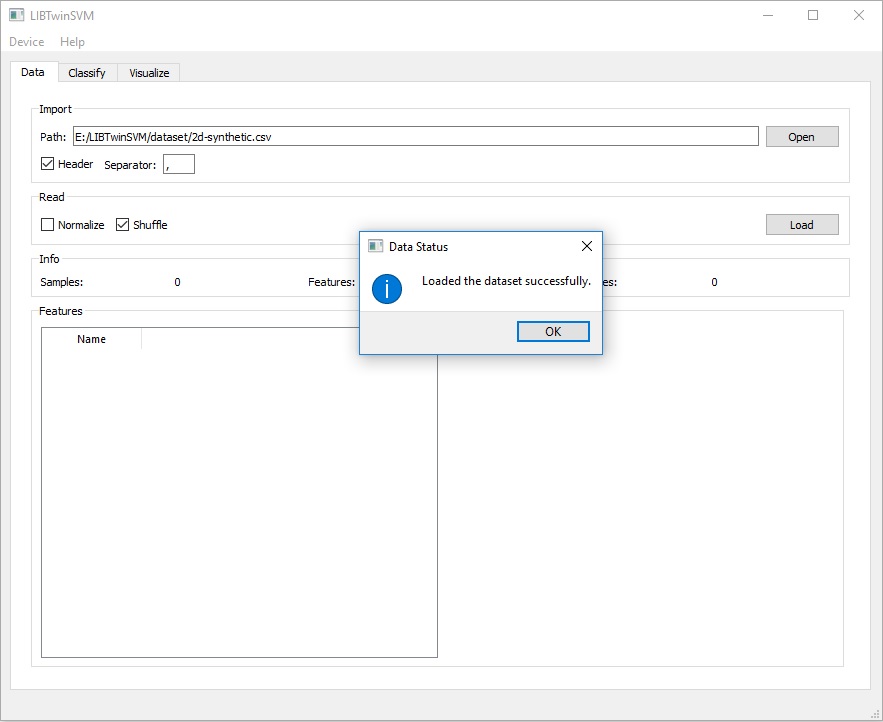 LIBTwinSVM
Device Help
Data Classify Visualize
Import
Path: E:/LIBTwinSVM/dataset/2d-synthetic.csv Open
Header Separator: ,
Read
Normalize Shuffle Load
Data Status
Loaded the dataset successfully.
OK
Info
Samples: 0 Features: es: 0
Features
Name